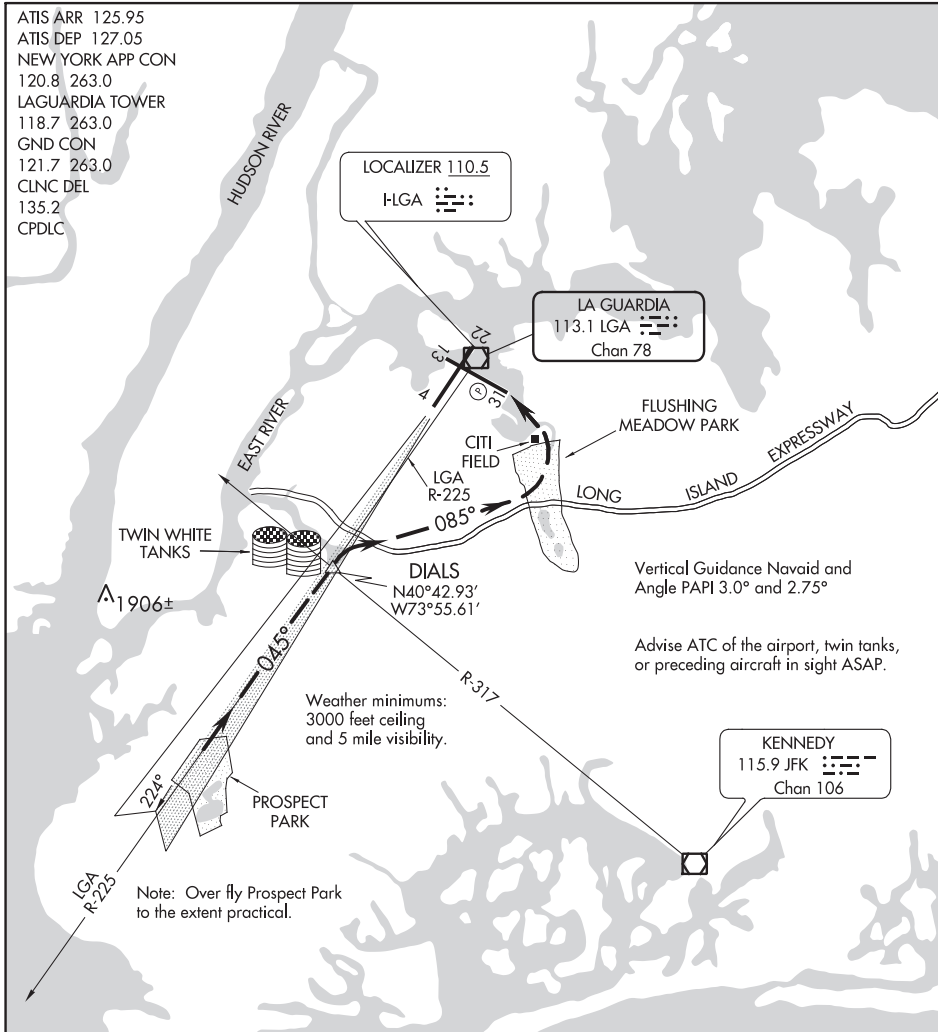 ATIS ARR 125.95
ATIS DEP 127.05
NEW YORK APP CON
120.8 263.0
LAGUARDIA TOWER
118.7 263.0
GND CON
121.7 263.0
CLNC DEL
135.2
CPDLC
HUDSON RIVER
LOCALIZER 110.5
I-LGA
LA GUARDIA
113.1 LGA
Chan 78
22
13
4
31
P
EAST RIVER
CITI
FIELD
FLUSHING
MEADOW PARK
LGA
R-225
LONG ISLAND EXPRESSWAY
085°
TWIN WHITE
TANKS
DIALS
N40°42.93'
W73°55.61'
1906±
045°
Vertical Guidance Navaid and
Angle PAPI 3.0° and 2.75°
Advise ATC of the airport, twin tanks,
or preceding aircraft in sight ASAP.
R-317
Weather minimums:
3000 feet ceiling
and 5 mile visibility.
KENNEDY
115.9 JFK
Chan 106
224°
PROSPECT
PARK
LGA
R-225
Note: Over fly Prospect Park
to the extent practical.